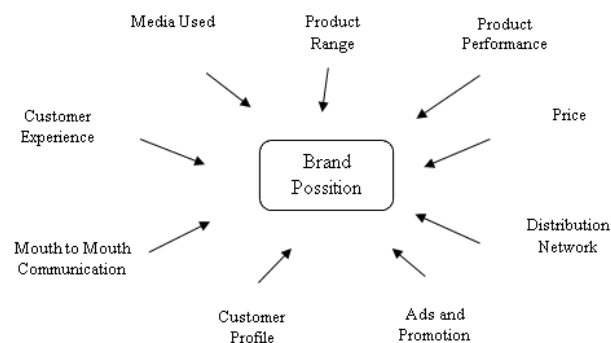 Media Used
Product
Range
Product
Performance
Customer
Experience
Price
Brand
Possition
Mouth to Mouth
Communication
Distribution
Network
Customer
Profile
Ads and
Promotion